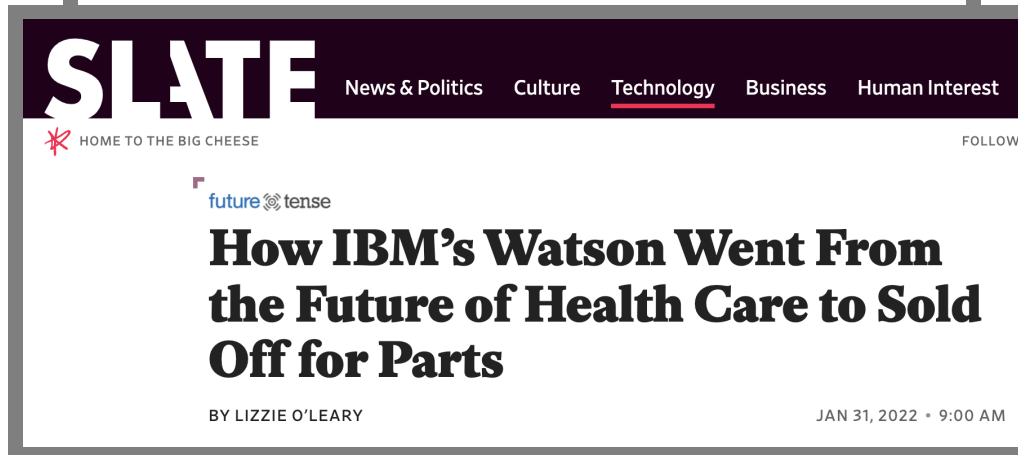 SLATE
News & Politics Culture Technology Business Human Interest
HOME TO THE BIG CHEESE
FOLLOW
future tense
How IBM’s Watson Went From
the Future of Health Care to Sold
Off for Parts
BY LIZZIE O’LEARY
JAN 31, 2022 • 9:00 AM